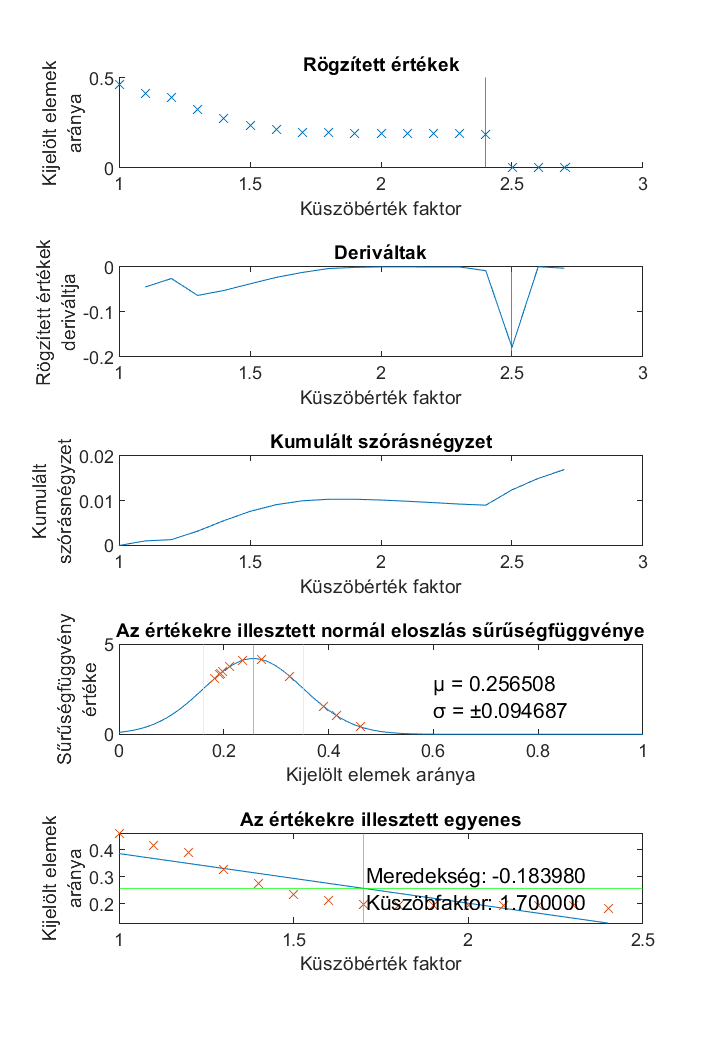 Rögzített értékek
Kijelölt elemek
aránya
0.5
0
1
1.5
2
2.5
3
Küszöbérték faktor
Deriváltak
Rögzített értékek
deriváltja
0
-0.1
-0.2
1
1.5
2
2.5
3
Küszöbérték faktor
Kumulált szórásnégyzet
Kumulált
szórásnégyzet
0.02
0.01
0
1
1.5
2
2.5
3
Küszöbérték faktor
Az értékekre illesztett normál eloszlás sűrűségfüggvénye
Sűrűségfüggvény
értéke
5
0
μ = 0.256508
σ = ±0.094687
0
0.2
0.4
0.6
0.8
1
Kijelölt elemek aránya
Az értékekre illesztett egyenes
Kijelölt elemek
aránya
0.4
0.3
0.2
Meredekség: -0.183980
Küszöbfaktor: 1.700000
1
1.5
2
2.5
Küszöbérték faktor